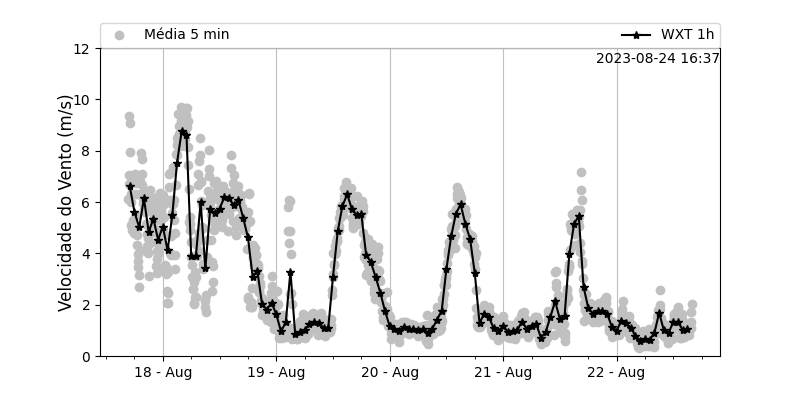 Média 5 min
WXT 1h
2023-08-24 16:37
Velocidade do Vento (m/s)
12
10
8
6
4
2
0
18 - Aug
19 - Aug
20 - Aug
21 - Aug
22 - Aug